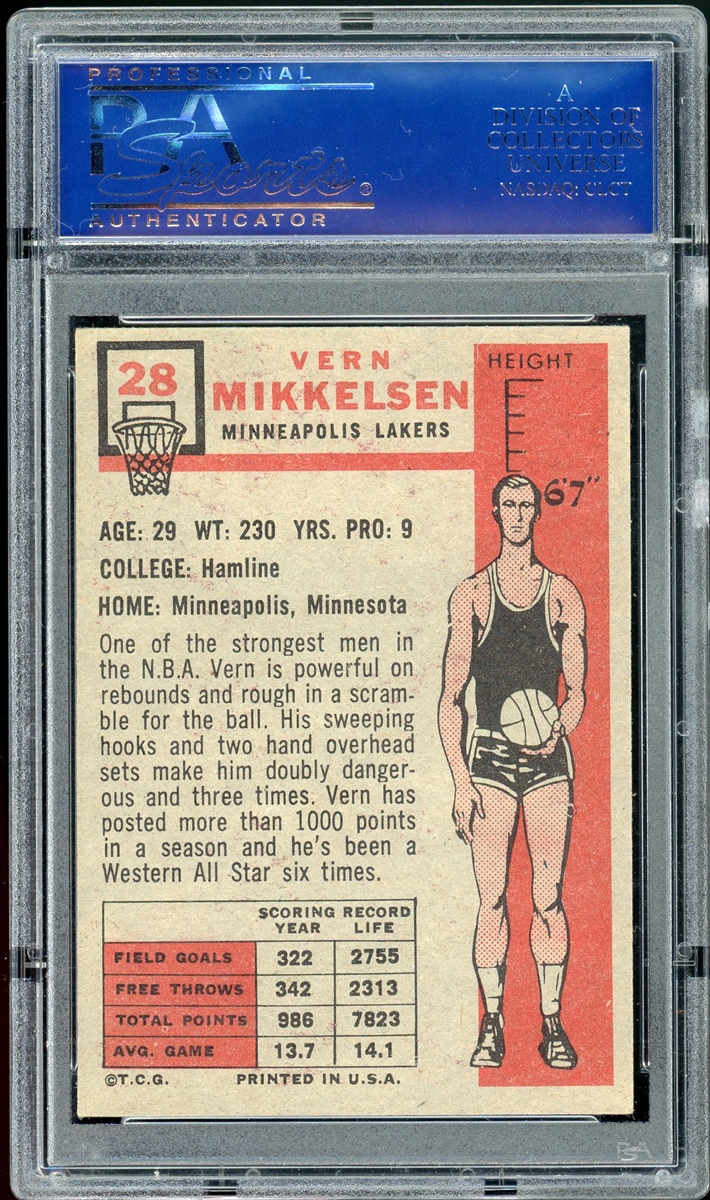 PROFESSIONAL
PSA
Sports®
AUTHENTICATOR
A
DIVISION OF
COLLECTORS
UNIVERSE
NASDAQ: CLCT
28
VERN
MIKKELSEN
MINNEAPOLIS LAKERS
HEIGHT
6'7"
AGE: 29 WT: 230 YRS. PRO: 9
COLLEGE: Hamline
HOME: Minneapolis, Minnesota
One of the strongest men in
the N.B.A. Vern is powerful on
rebounds and rough in a scram-
ble for the ball. His sweeping
hooks and two hand overhead
sets make him doubly danger-
ous and three times. Vern has
posted more than 1000 points
in a season and he's been a
Western All Star six times.
SCORING RECORD
YEAR LIFE
FIELD GOALS 322 2755
FREE THROWS 342 2313
TOTAL POINTS 986 7823
AVG. GAME 13.7 14.1
©T.C.G. PRINTED IN U.S.A.
PSA